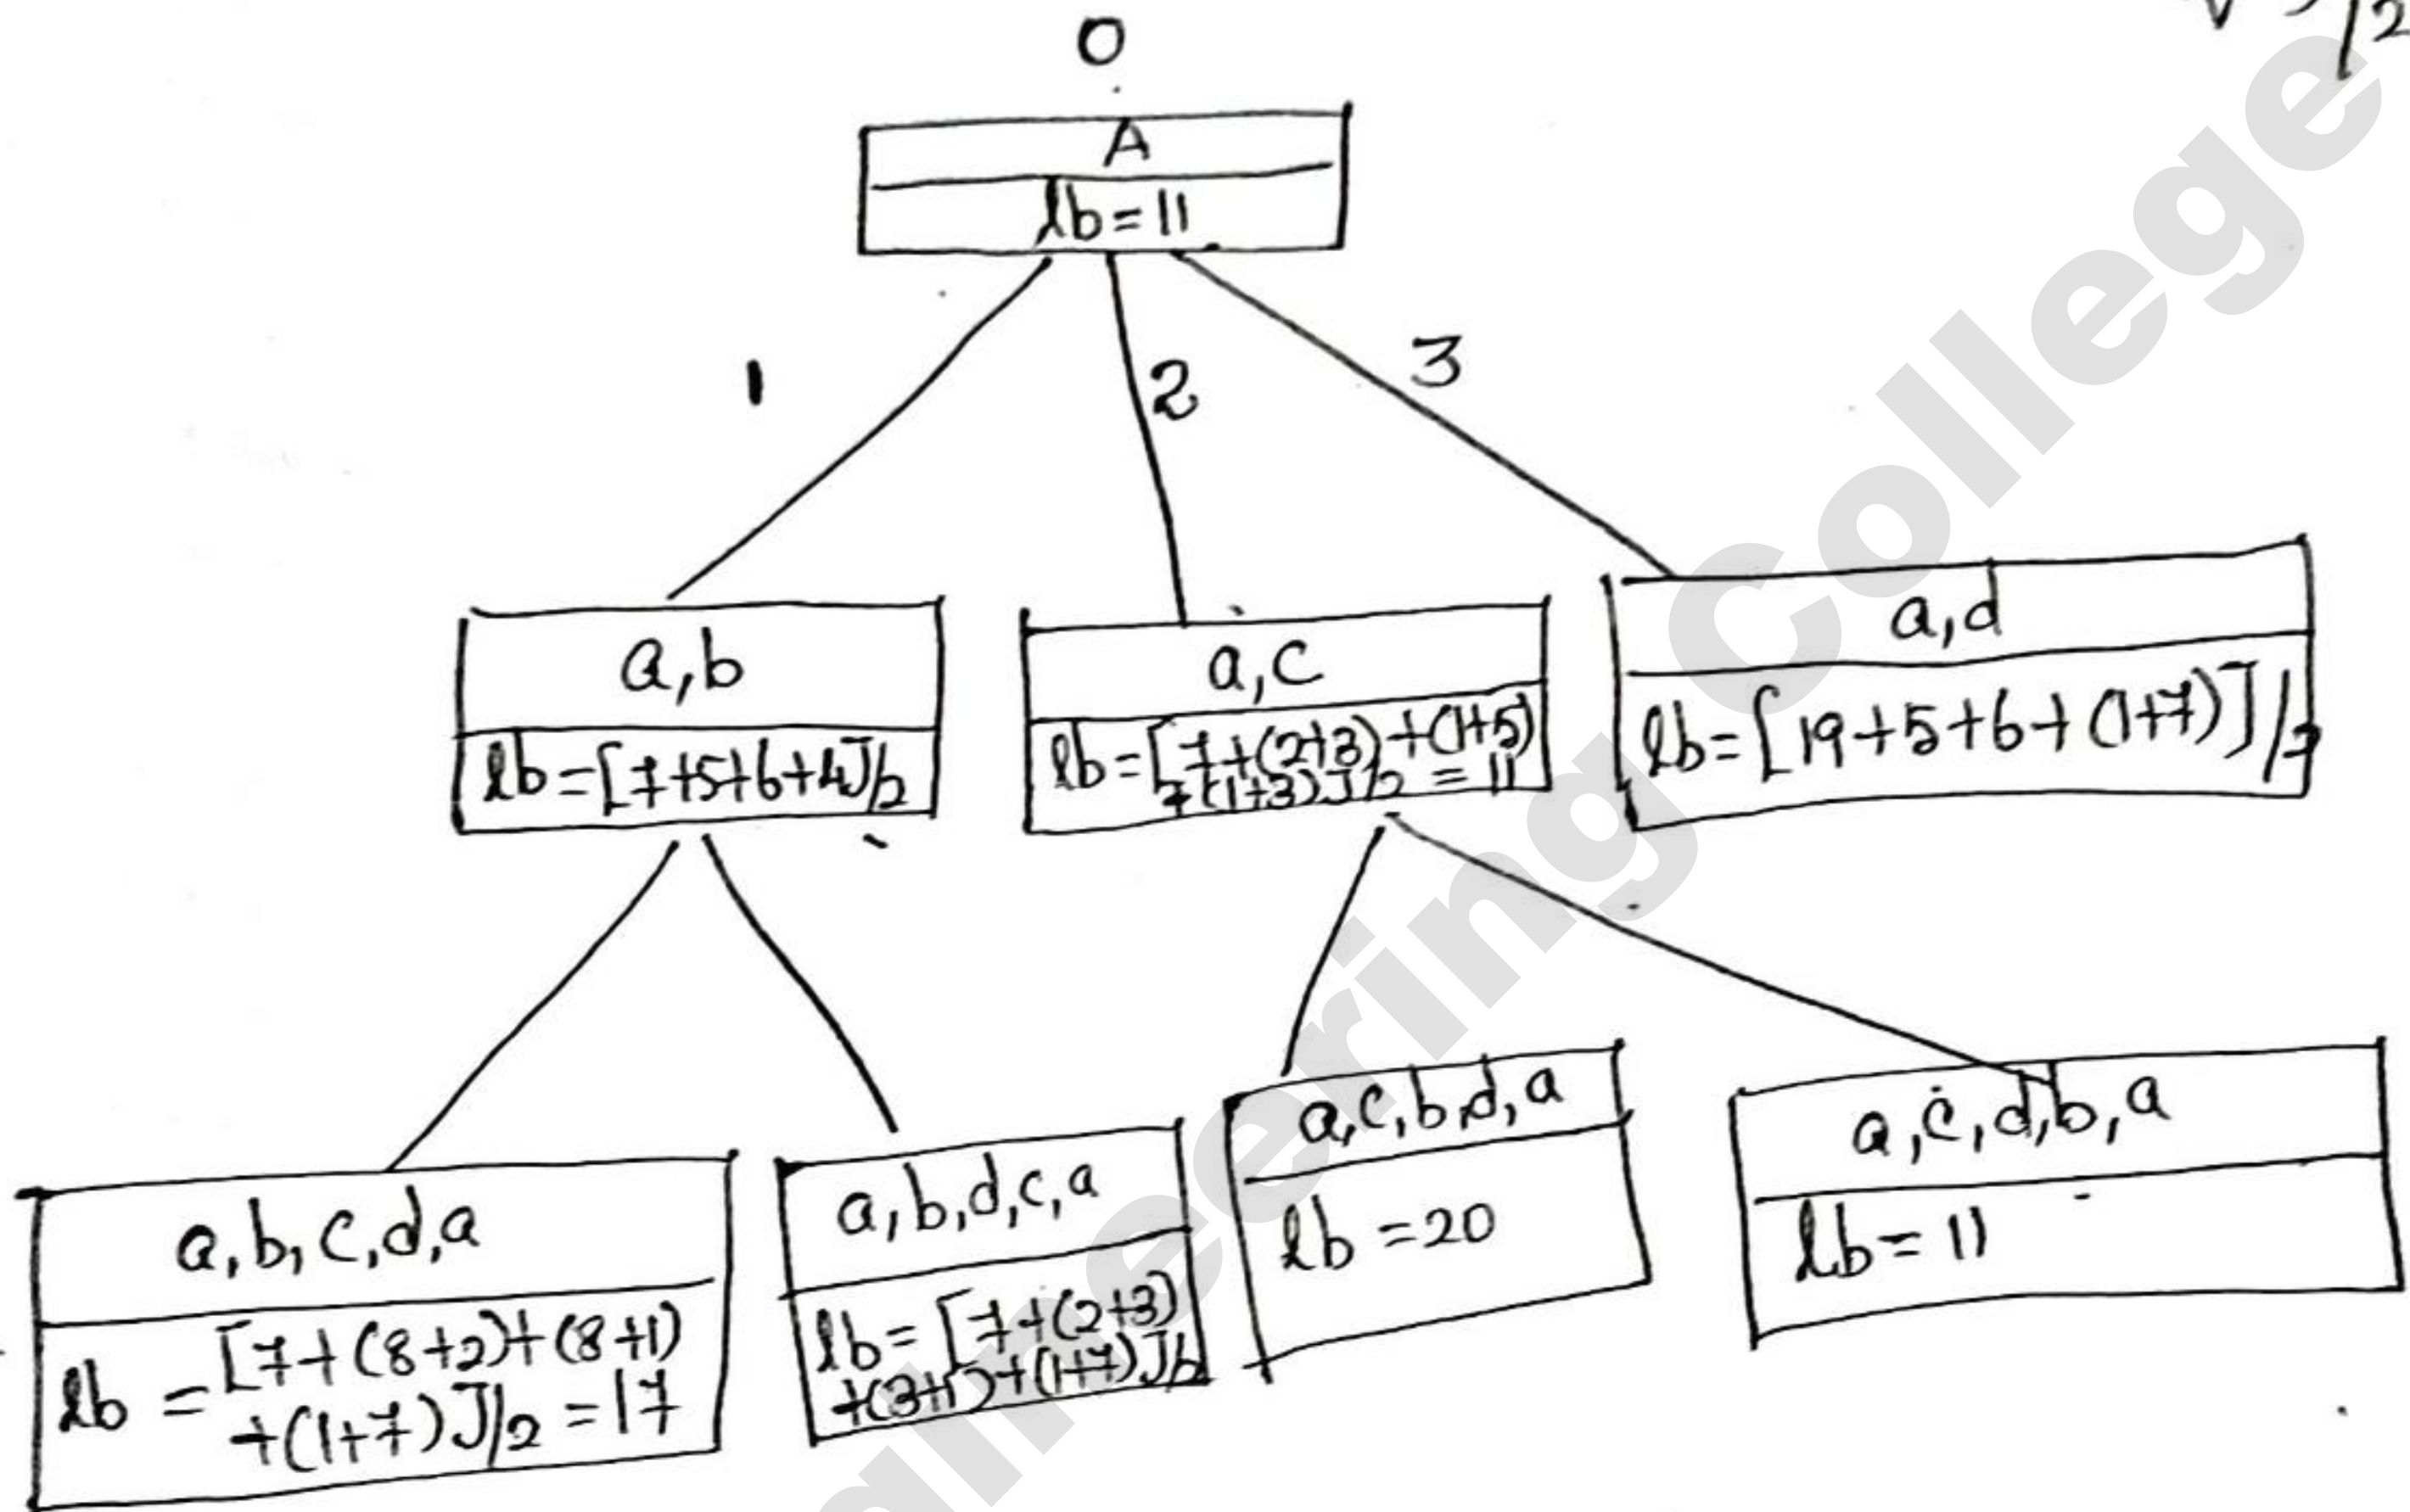 0
A
lb=11
1
2
3
a,b
lb=[7+5+6+4]/2
a,c
lb=[7+(2+3)+(1+5)
+(1+3)]/2 = 11
a,d
lb=[19+5+6+(1+7)]/2
a,b,c,d,a
lb = [7+(8+2)+(8+1)
+(1+7)]/2 = 17
a,b,d,c,a
lb= [7+(2+3)
+(3+1)+(1+7)]/2
a,c,b,d,a
lb =20
a,c,d,b,a
lb= 11
College